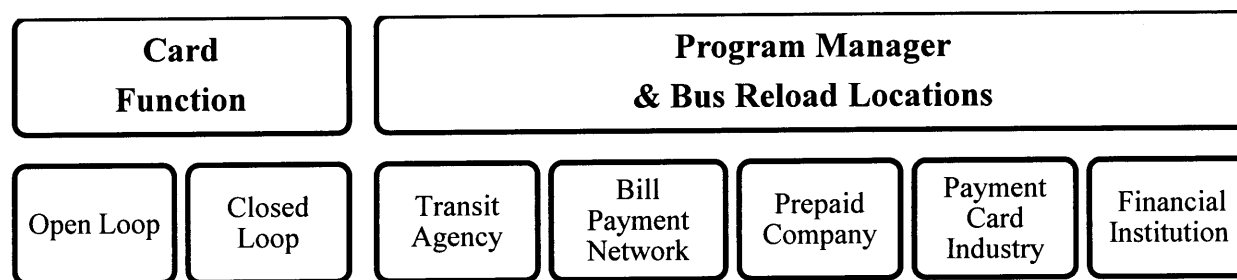 Card
Function
Program Manager
& Bus Reload Locations
Open Loop
Closed
Loop
Transit
Agency
Bill
Payment
Network
Prepaid
Company
Payment
Card
Industry
Financial
Institution